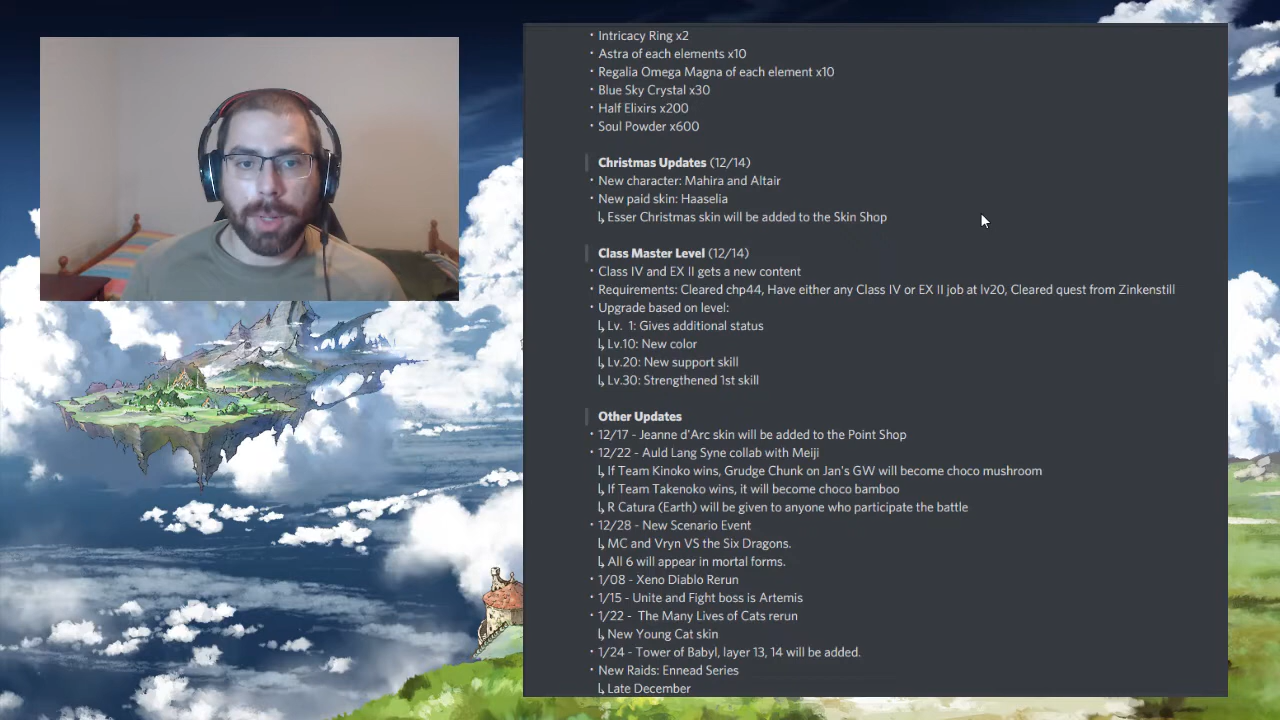 • Intricacy Ring x2
• Astra of each elements x10
• Regalia Omega Magna of each element x10
• Blue Sky Crystal x30
• Half Elixirs x200
• Soul Powder x600
Christmas Updates (12/14)
• New character: Mahira and Altair
• New paid skin: Haaselia
↳ Esser Christmas skin will be added to the Skin Shop
Class Master Level (12/14)
• Class IV and EX II gets a new content
• Requirements: Cleared chp44, Have either any Class IV or EX II job at lv20, Cleared quest from Zinkenstill
• Upgrade based on level:
↳ Lv. 1: Gives additional status
↳ Lv.10: New color
↳ Lv.20: New support skill
↳ Lv.30: Strengthened 1st skill
Other Updates
• 12/17 - Jeanne d'Arc skin will be added to the Point Shop
• 12/22 - Auld Lang Syne collab with Meiji
↳ If Team Kinoko wins, Grudge Chunk on Jan's GW will become choco mushroom
↳ If Team Takenoko wins, it will become choco bamboo
↳ R Catura (Earth) will be given to anyone who participate the battle
• 12/28 - New Scenario Event
↳ MC and Vryn VS the Six Dragons.
↳ All 6 will appear in mortal forms.
• 1/08 - Xeno Diablo Rerun
• 1/15 - Unite and Fight boss is Artemis
• 1/22 - The Many Lives of Cats rerun
↳ New Young Cat skin
• 1/24 - Tower of Babyl, layer 13, 14 will be added.
• New Raids: Ennead Series
↳ Late December